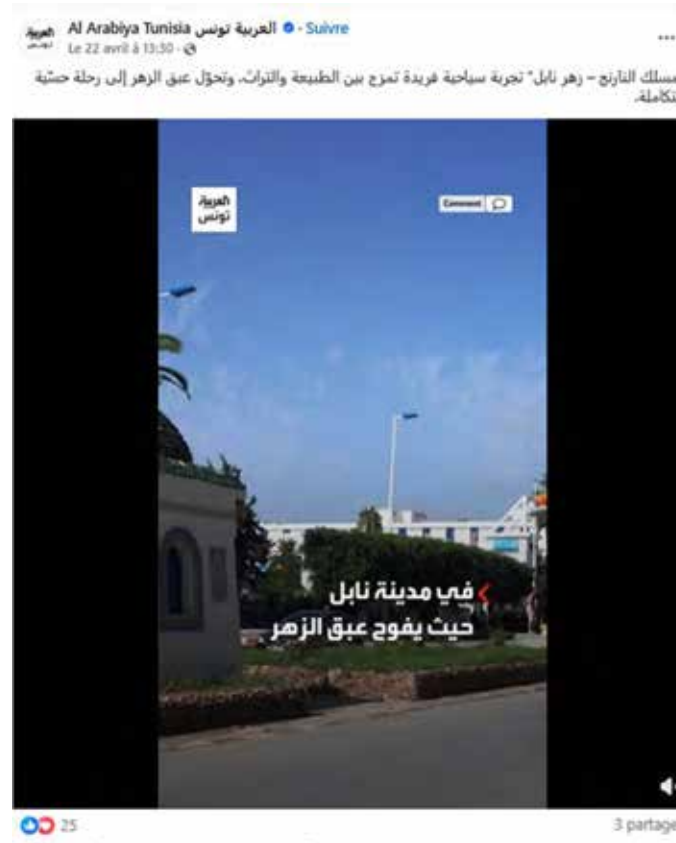 Al Arabiya Tunisia العربية تونس · Suivre
Le 22 avril à 13:30 ·
مسلك النارنج – زهر نابل" تجربة سياحية فريدة تمزج بين الطبيعة والتراث، وتحوّل عبق الزهر إلى رحلة حسّية
متكاملة.
العربية
تونس
Comment
في مدينة نابل
حيث يفوح عبق الزهر
25
3 partage